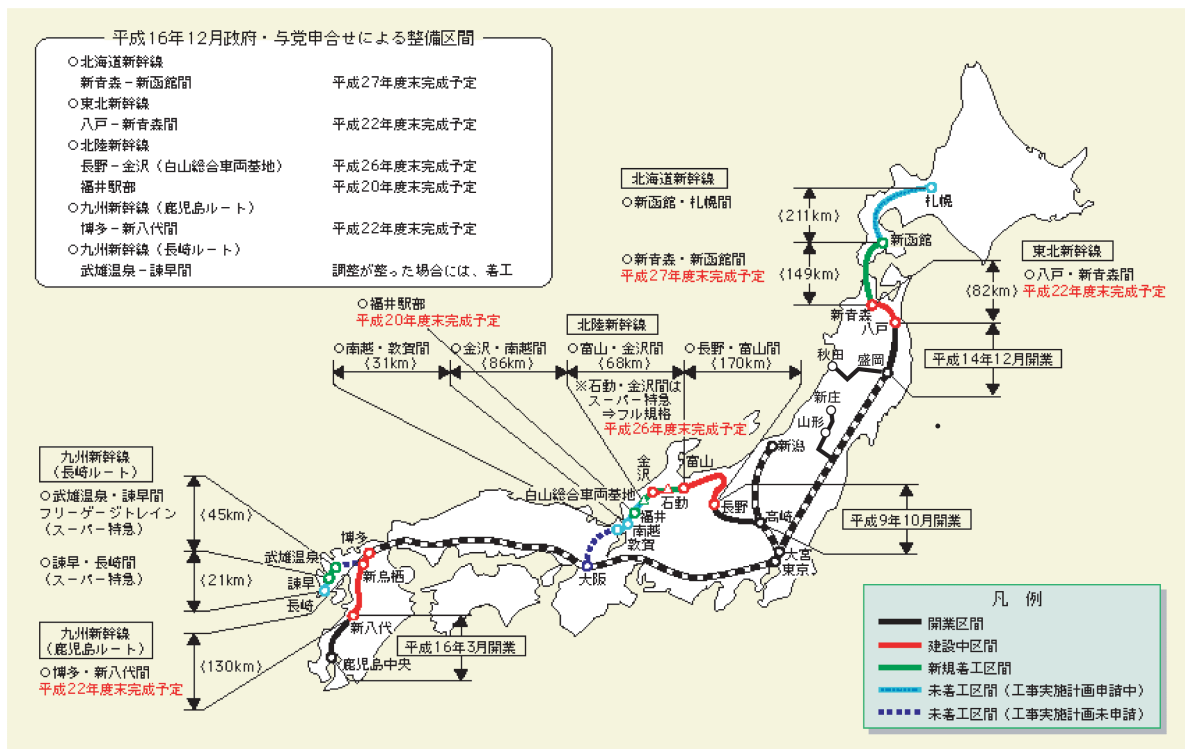 平成16年12月政府・与党申合せによる整備区間
○北海道新幹線
新青森－新函館間 平成27年度末完成予定
○東北新幹線
八戸－新青森間 平成22年度末完成予定
○北陸新幹線
長野－金沢（白山総合車両基地） 平成26年度末完成予定
福井駅部 平成20年度末完成予定
○九州新幹線（鹿児島ルート）
博多－新八代間 平成22年度末完成予定
○九州新幹線（長崎ルート）
武雄温泉－諫早間 調整が整った場合には、着工
北海道新幹線
○新函館・札幌間
〈211km〉
札幌
新函館
○新青森・新函館間
平成27年度末完成予定
〈149km〉
東北新幹線
○八戸・新青森間
平成22年度末完成予定
〈82km〉
新青森
八戸
平成14年12月開業
秋田
盛岡
新庄
山形
新潟
○福井駅部
平成20年度末完成予定
北陸新幹線
○南越・敦賀間
〈31km〉
○金沢・南越間
〈86km〉
○富山・金沢間
〈68km〉
○長野・富山間
〈170km〉
※石動・金沢間は
スーパー特急
⇒フル規格
平成26年度末完成予定
金沢
富山
白山総合車両基地
石動
福井
南越
敦賀
長野
高崎
平成9年10月開業
大宮
東京
大阪
九州新幹線
（長崎ルート）
○武雄温泉・諫早間
フリーゲージトレイン
（スーパー特急）
〈45km〉
○諫早・長崎間
（スーパー特急）
〈21km〉
武雄温泉
博多
新鳥栖
諫早
長崎
九州新幹線
（鹿児島ルート）
○博多・新八代間
平成22年度末完成予定
〈130km〉
新八代
鹿児島中央
平成16年3月開業
凡 例
開業区間
建設中区間
新規着工区間
未着工区間（工事実施計画申請中）
未着工区間（工事実施計画未申請）